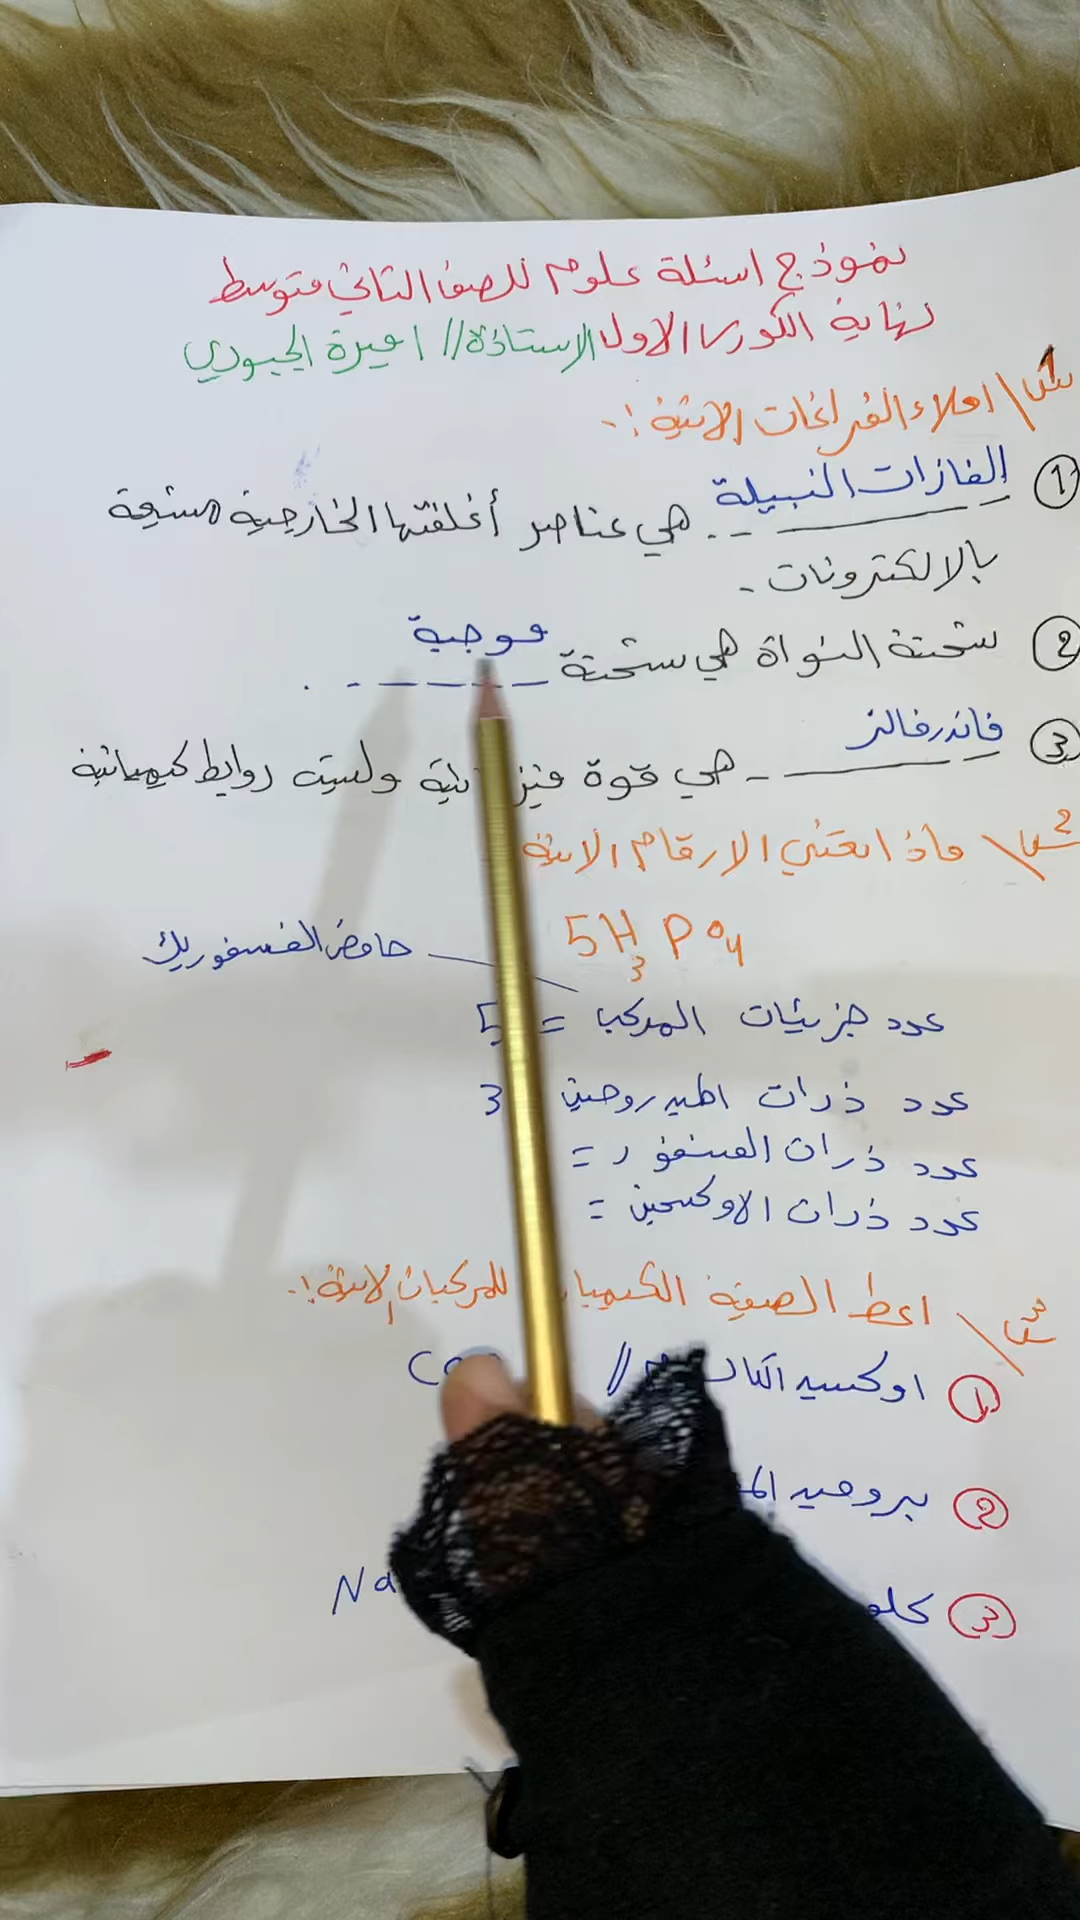 نموذج اسئلة علوم للصف الثاني متوسط
نهاية الكورس الاول الاستاذة // اميرة الجبوري
س1\ املاء الفراغات الاتية :-
① الغازات النبيلة هي عناصر أغلفتها الخارجية مشبعة
بالالكترونات -
② شحنة النواة هي شحنة موجبة
③ فاندرفالز هي قوة وليست روابط كيميائية
س2\ ماذا تعني الارقام الاتية
5H3PO4
حامض الفسفوريك
عدد جزيئات المركب = 5
عدد ذرات الهيدروجين 3
عدد ذرات الفسفور =
عدد ذرات الاوكسجين =
س3\ اعط الصيغة للمركبات الاتية :-
① اوكسيد //
② بروميد
③ Na